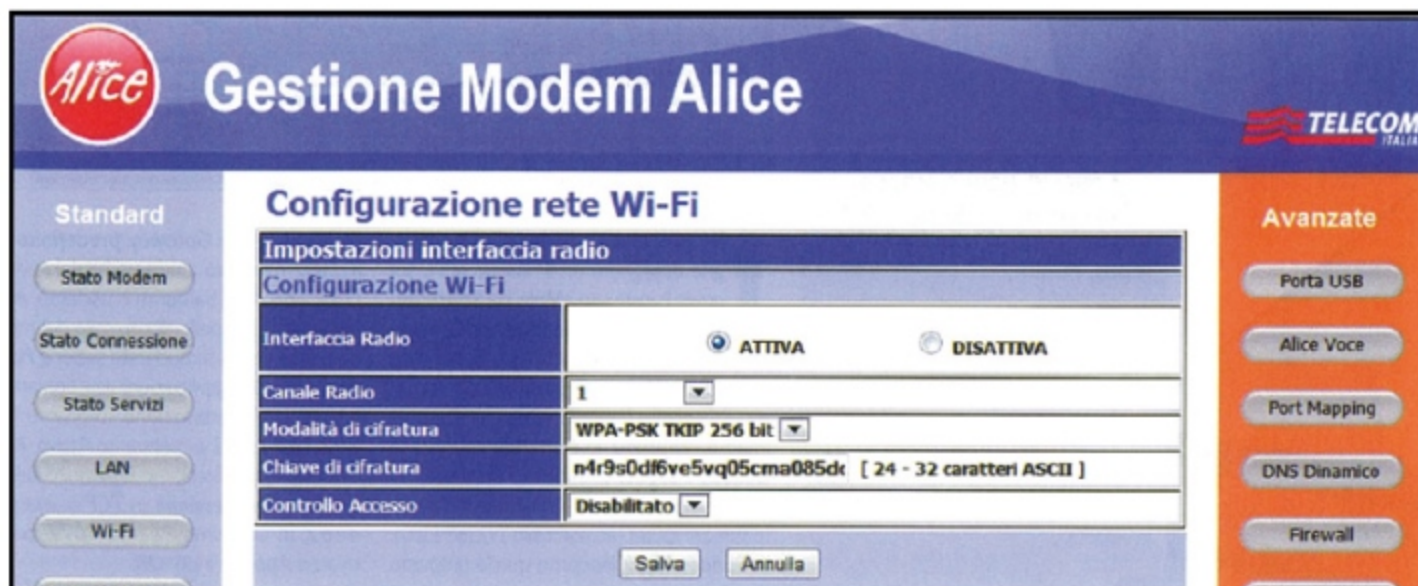 Alice
Gestione Modem Alice
TELECOM
ITALIA
Standard
Stato Modem
Stato Connessione
Stato Servizi
LAN
Wi-Fi
Configurazione rete Wi-Fi
Impostazioni interfaccia radio
Configurazione Wi-Fi
Interfaccia Radio ATTIVA DISATTIVA
Canale Radio 1
Modalità di cifratura WPA-PSK TKIP 256 bit
Chiave di cifratura n4r9s0df6ve5vq05cma085d [ 24 - 32 caratteri ASCII ]
Controllo Accesso Disabilitato
Salva Annulla
Avanzate
Porta USB
Alice Voce
Port Mapping
DNS Dinamico
Firewall